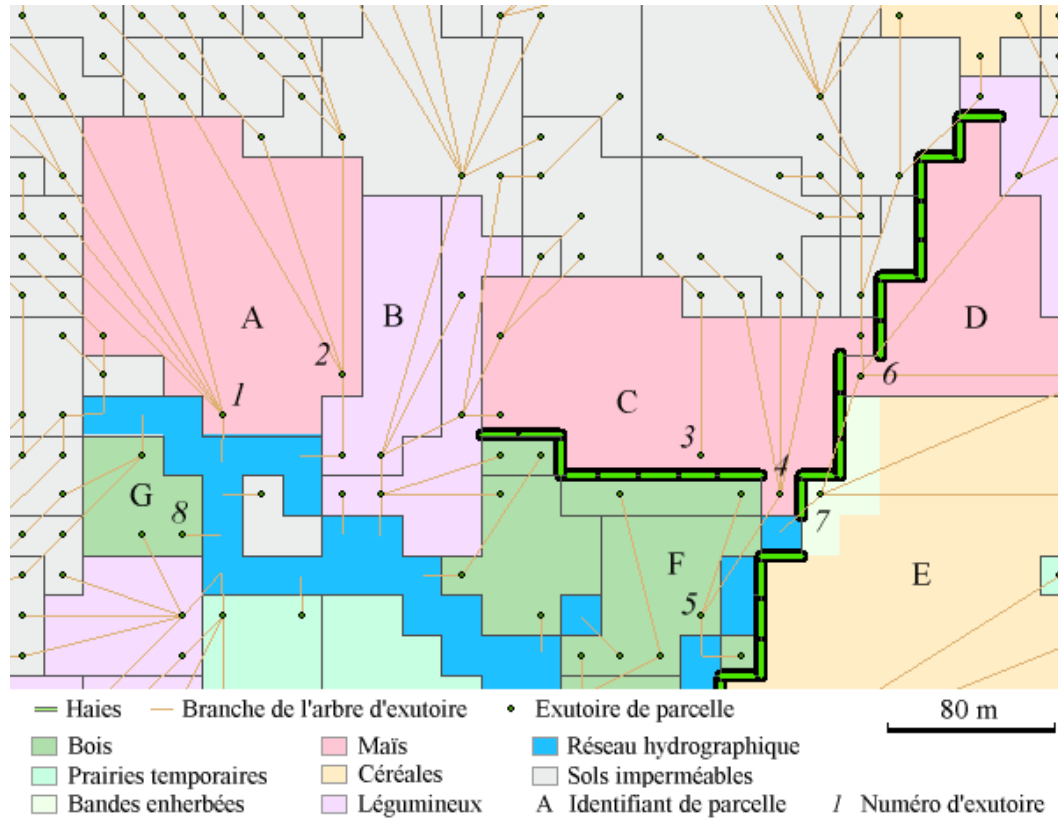 A
B
2
D
1
C
6
3
4
G
8
7
F
E
5
Haies Branche de l'arbre d'exutoire Exutoire de parcelle 80 m
Bois Maïs Réseau hydrographique
Prairies temporaires Céréales Sols imperméables
Bandes enherbées Légumineux A Identifiant de parcelle 1 Numéro d'exutoire